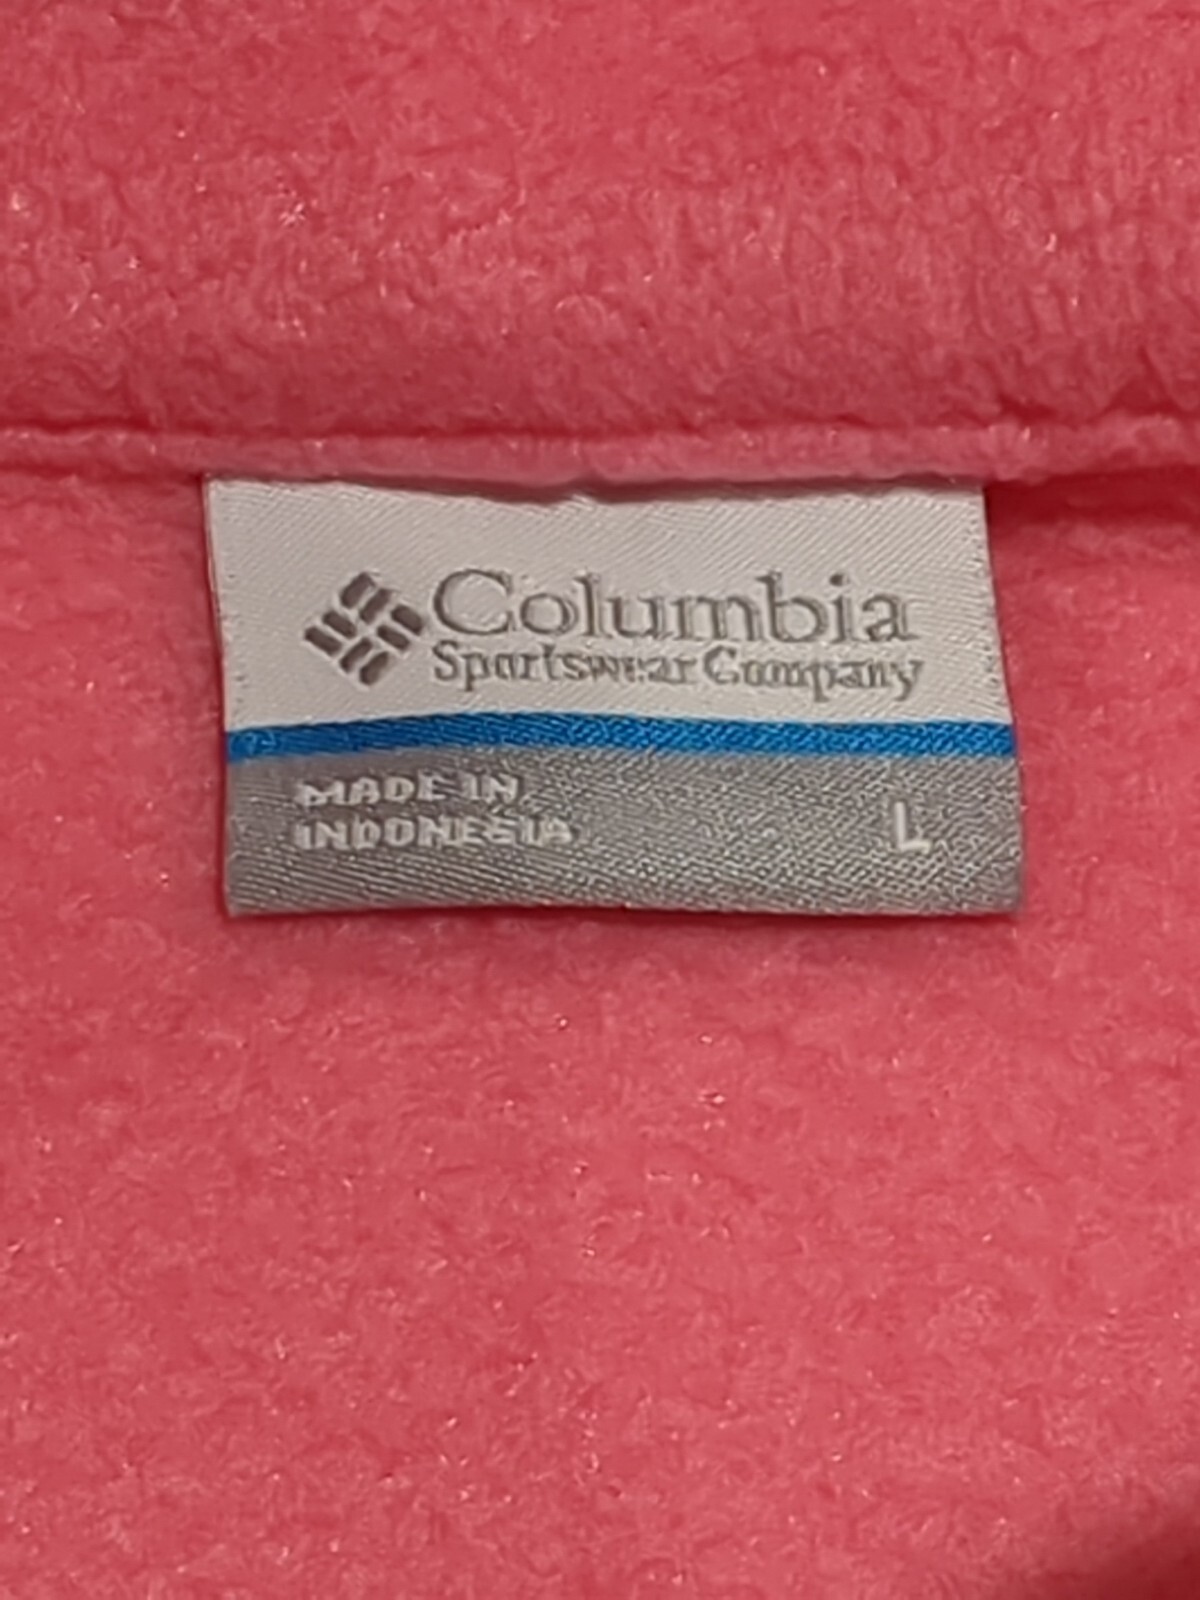 Columbia
Sportswear Company
MADE IN
INDONESIA
L